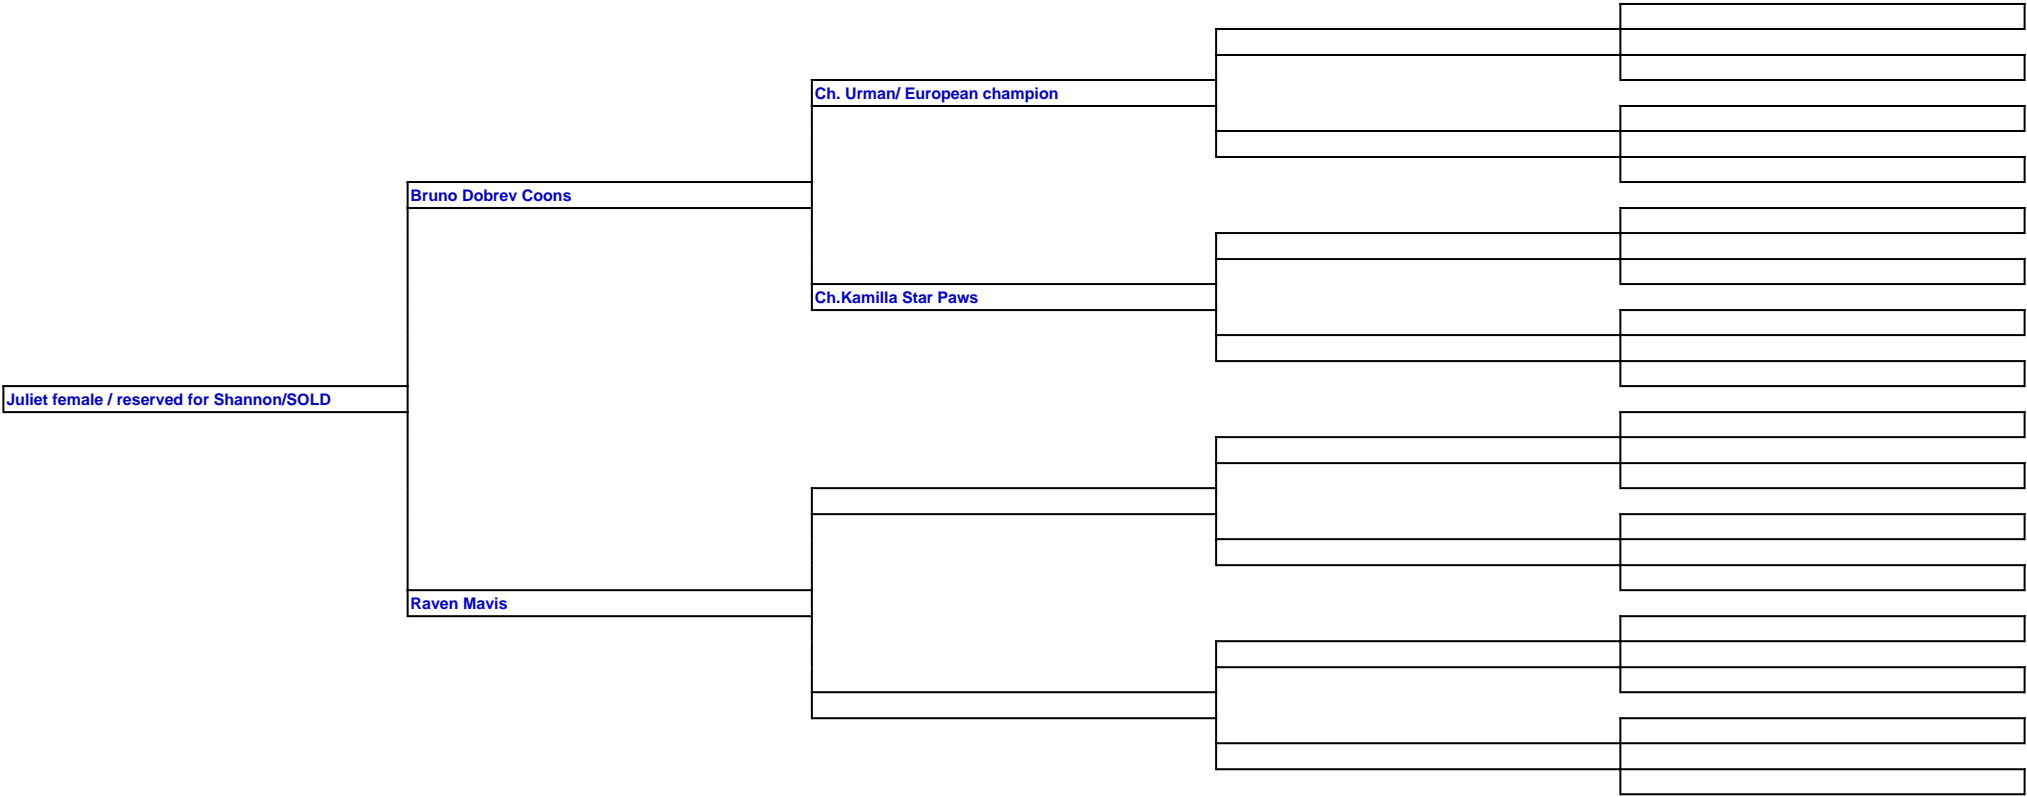 Ch. Urman/ European champion
Bruno Dobrev Coons
Ch.Kamilla Star Paws
Juliet female / reserved for Shannon/SOLD
Raven Mavis